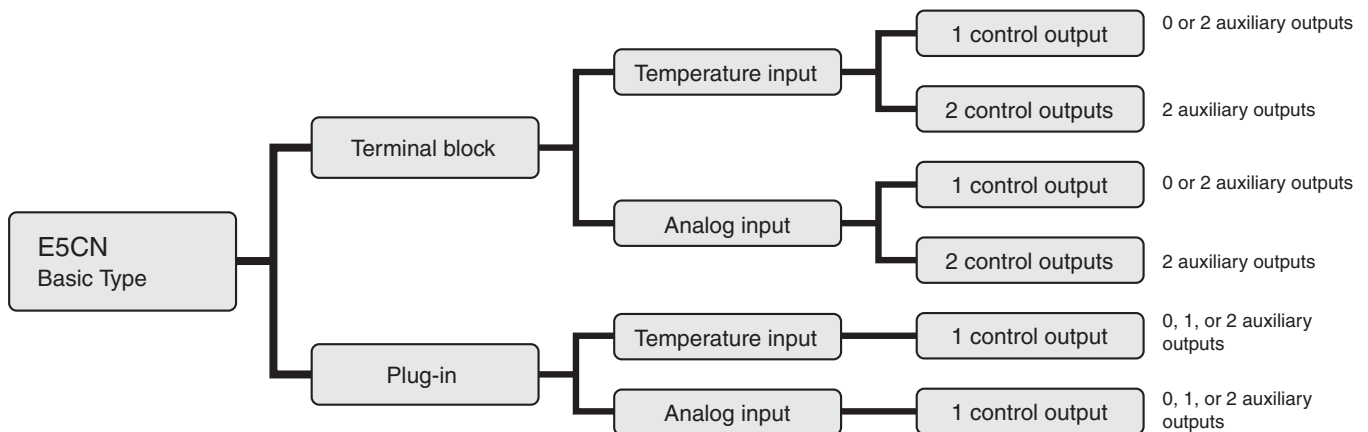 E5CN
Basic Type
Terminal block
Temperature input
1 control output
0 or 2 auxiliary outputs
2 control outputs
2 auxiliary outputs
Analog input
1 control output
0 or 2 auxiliary outputs
2 control outputs
2 auxiliary outputs
Plug-in
Temperature input
1 control output
0, 1, or 2 auxiliary
outputs
Analog input
1 control output
0, 1, or 2 auxiliary
outputs